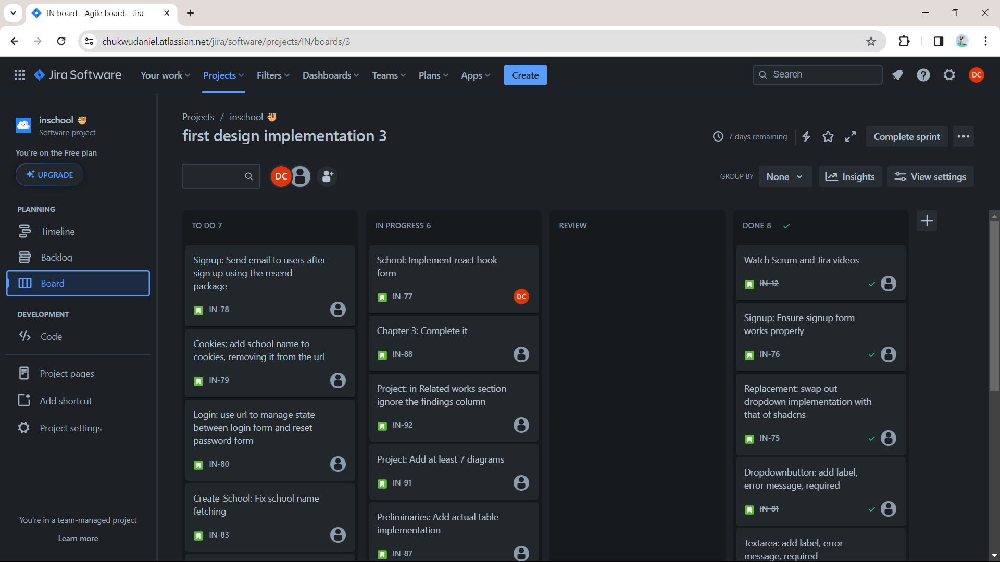 IN board - Agile board - Jira
chukwudaniel.atlassian.net/jira/software/projects/IN/boards/3
Jira Software
Your work
Projects
Filters
Dashboards
Teams
Plans
Apps
Create
Search
DC
inschool
Software project
You're on the Free plan
UPGRADE
PLANNING
Timeline
Backlog
Board
DEVELOPMENT
Code
Project pages
Add shortcut
Project settings
You're in a team-managed project
Learn more
Projects / inschool
first design implementation 3
7 days remaining
Complete sprint
DC
GROUP BY
None
Insights
View settings
TO DO 7
Signup: Send email to users after
sign up using the resend
package
IN-78
Cookies: add school name to
cookies, removing it from the url
IN-79
Login: use url to manage state
between login form and reset
password form
IN-80
Create-School: Fix school name
fetching
IN-83
IN PROGRESS 6
School: Implement react hook
form
IN-77
DC
Chapter 3: Complete it
IN-88
Project: in Related works section
ignore the findings column
IN-92
Project: Add at least 7 diagrams
IN-91
Preliminaries: Add actual table
implementation
IN-87
REVIEW
DONE 8
Watch Scrum and Jira videos
IN-12
Signup: Ensure signup form
works properly
IN-76
Replacement: swap out
dropdown implementation with
that of shadcns
IN-75
Dropdownbutton: add label,
error message, required
IN-81
Textarea: add label, error
message, required